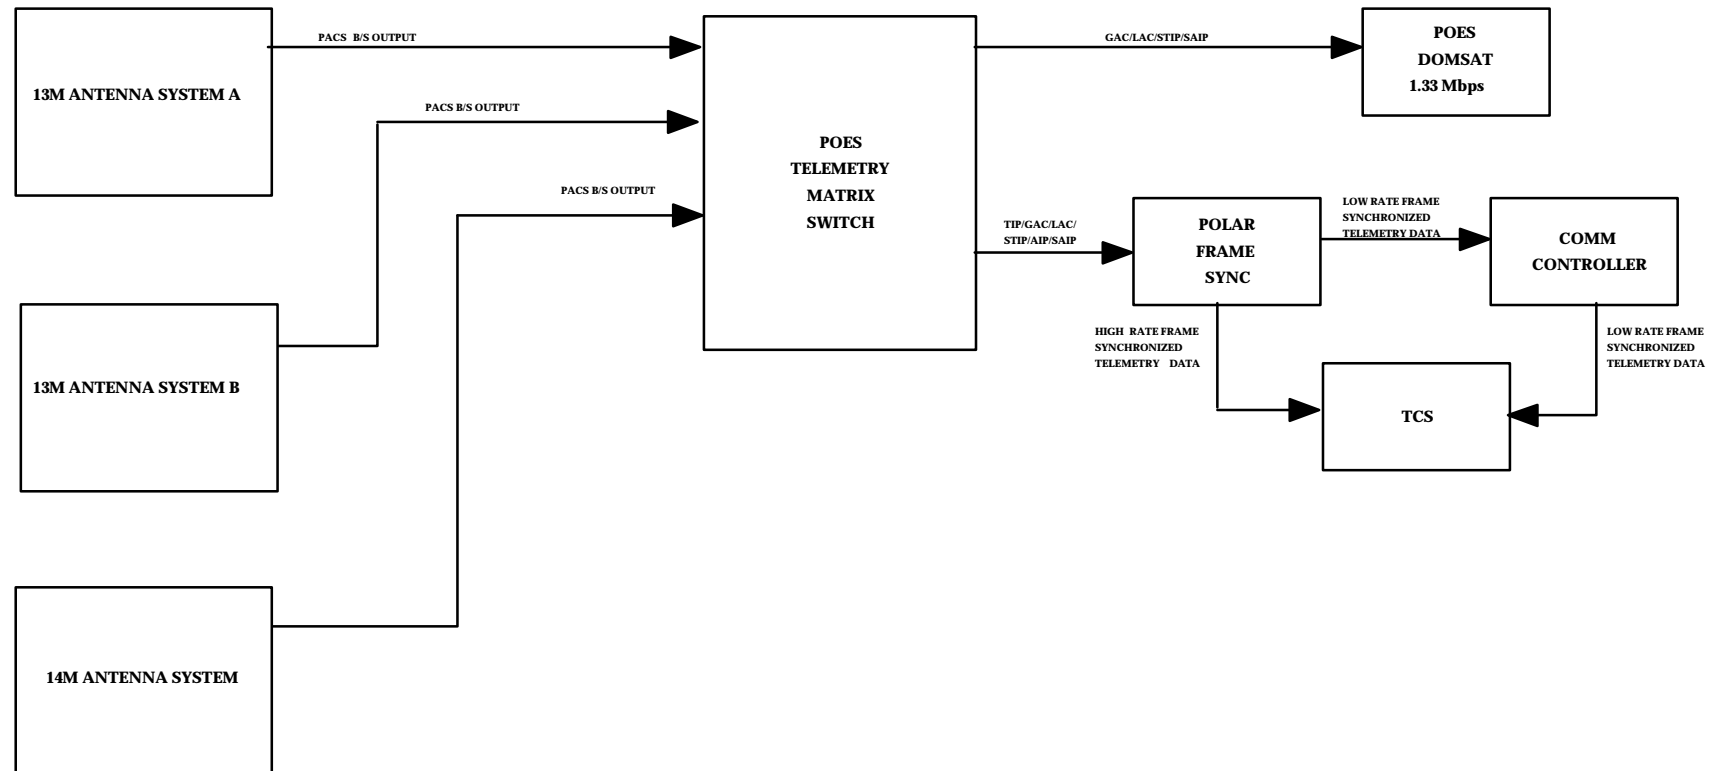 PACS B/S OUTPUT
13M ANTENNA SYSTEM A
PACS B/S OUTPUT
PACS B/S OUTPUT
13M ANTENNA SYSTEM B
14M ANTENNA SYSTEM
POES
TELEMETRY
MATRIX
SWITCH
GAC/LAC/STIP/SAIP
POES
DOMSAT
1.33 Mbps
TIP/GAC/LAC/
STIP/AIP/SAIP
POLAR
FRAME
SYNC
LOW RATE FRAME
SYNCHRONIZED
TELEMETRY DATA
COMM
CONTROLLER
HIGH RATE FRAME
SYNCHRONIZED
TELEMETRY DATA
LOW RATE FRAME
SYNCHRONIZED
TELEMETRY DATA
TCS